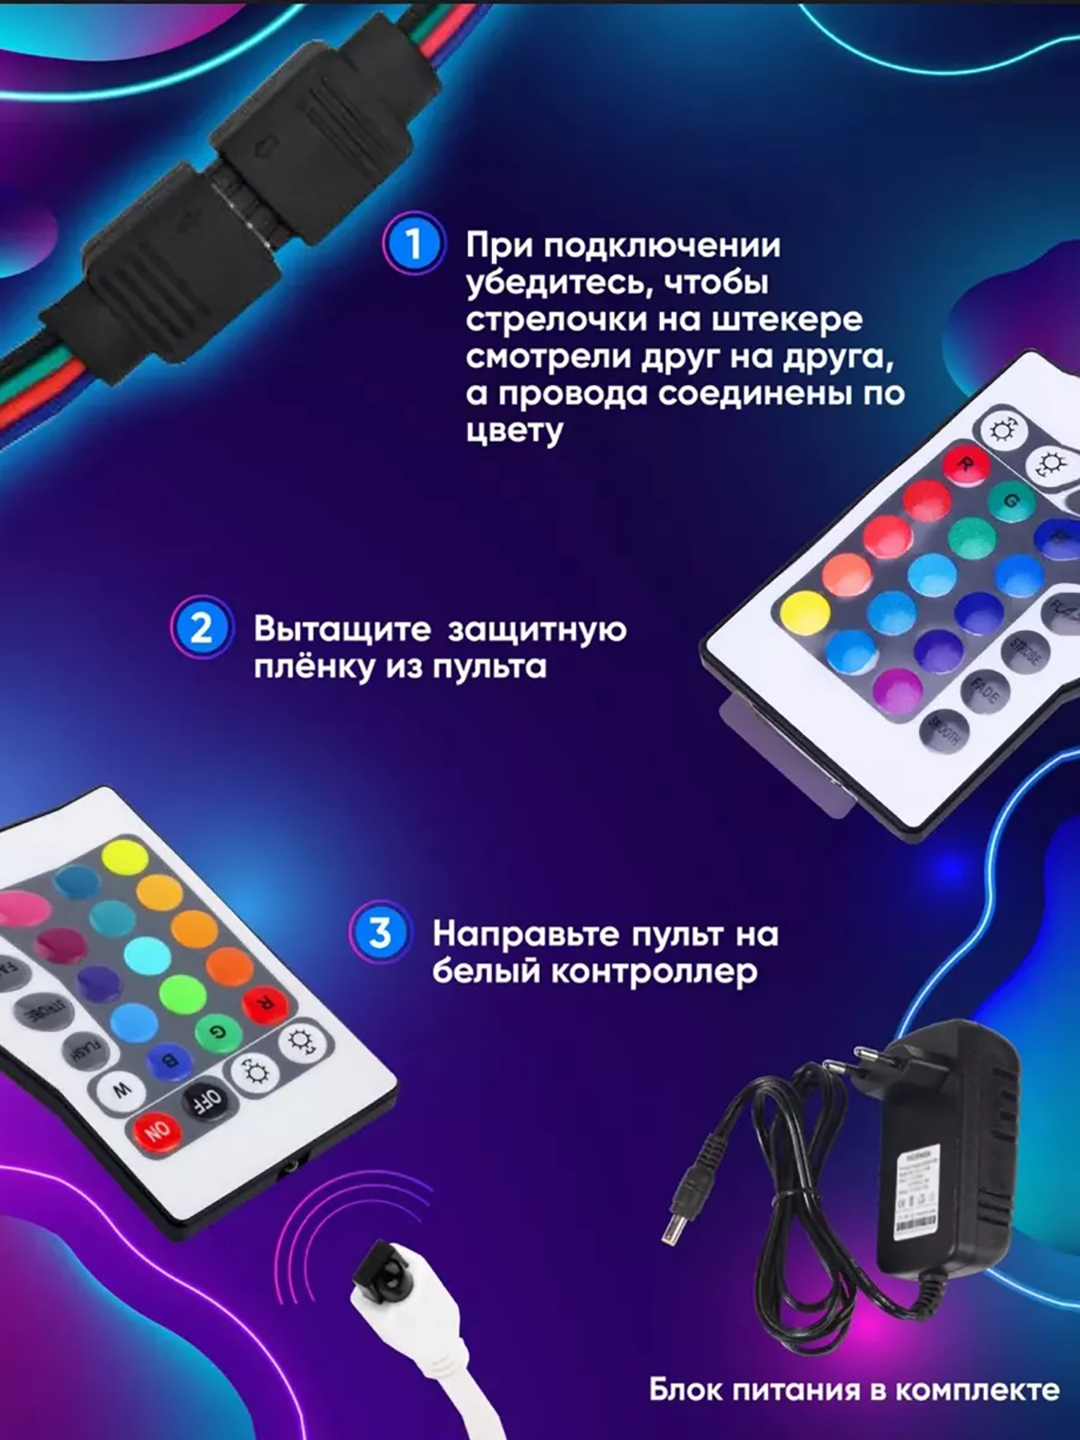 1
При подключении
убедитесь, чтобы
стрелочки на штекере
смотрели друг на друга,
а провода соединены по
цвету
R
G
B
STROBE
FADE
SMOOTH
2
Вытащите защитную
плёнку из пульта
3
Направьте пульт на
белый контроллер
STROBE
FLASH
R
G
B
W
OFF
ON
Блок питания в комплекте